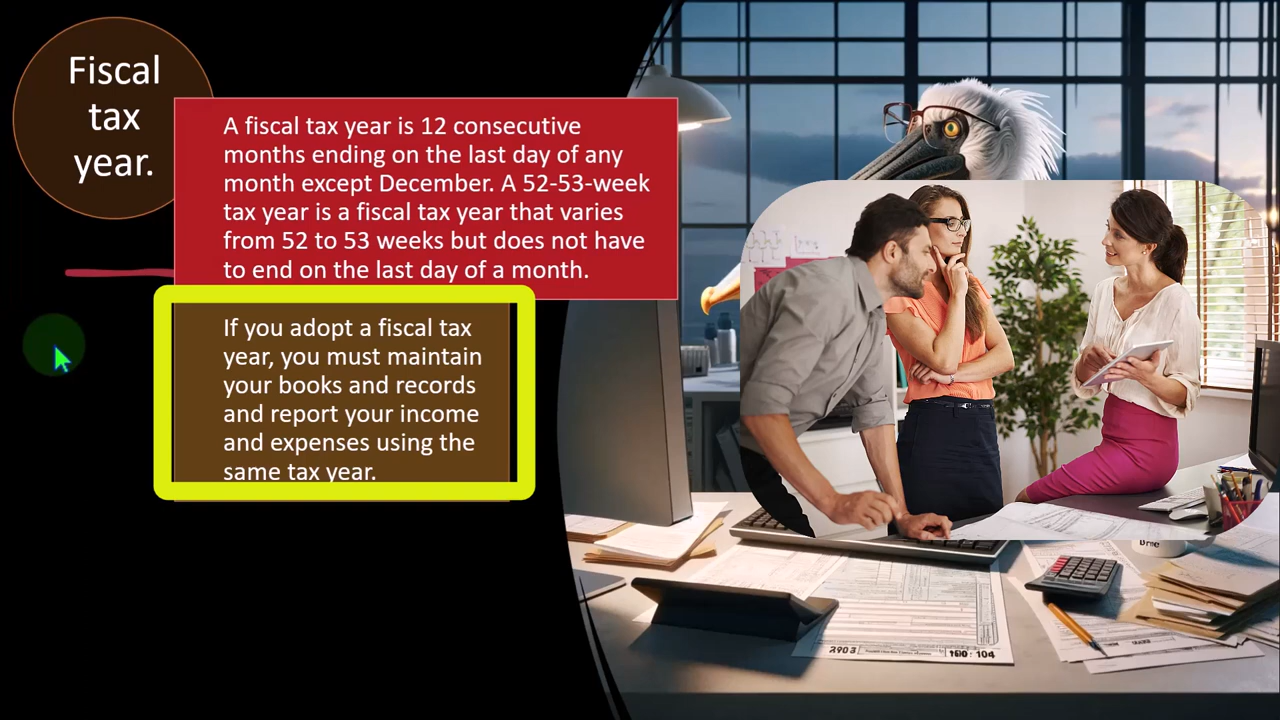 Fiscal
tax
year.
A fiscal tax year is 12 consecutive
months ending on the last day of any
month except December. A 52-53-week
tax year is a fiscal tax year that varies
from 52 to 53 weeks but does not have
to end on the last day of a month.
If you adopt a fiscal tax
year, you must maintain
your books and records
and report your income
and expenses using the
same tax year.
2903